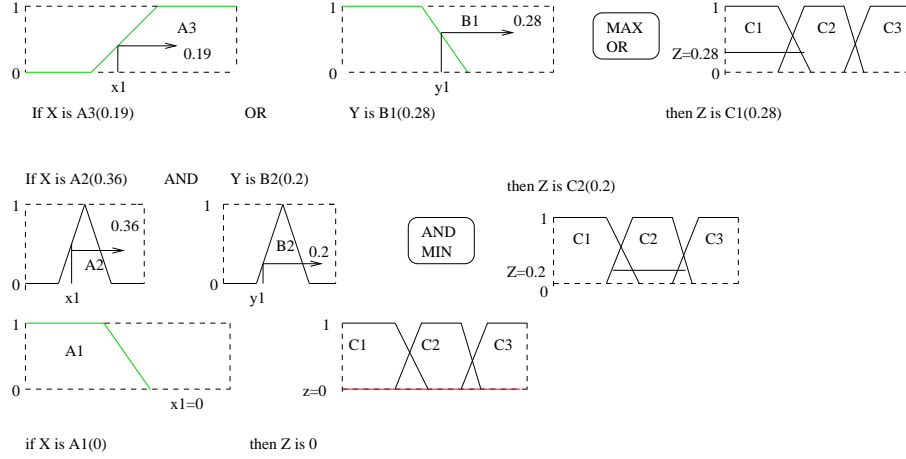 1
A3
0.19
0
x1
1
B1
0.28
0
y1
MAX
OR
1
C1
C2
C3
Z=0.28
0
If X is A3(0.19) OR Y is B1(0.28) then Z is C1(0.28)
If X is A2(0.36) AND Y is B2(0.2) then Z is C2(0.2)
1
0.36
A2
0
x1
1
B2
0.2
0
y1
AND
MIN
1
C1
C2
C3
Z=0.2
0
1
A1
0
x1=0
1
C1
C2
C3
z=0
if X is A1(0) then Z is 0